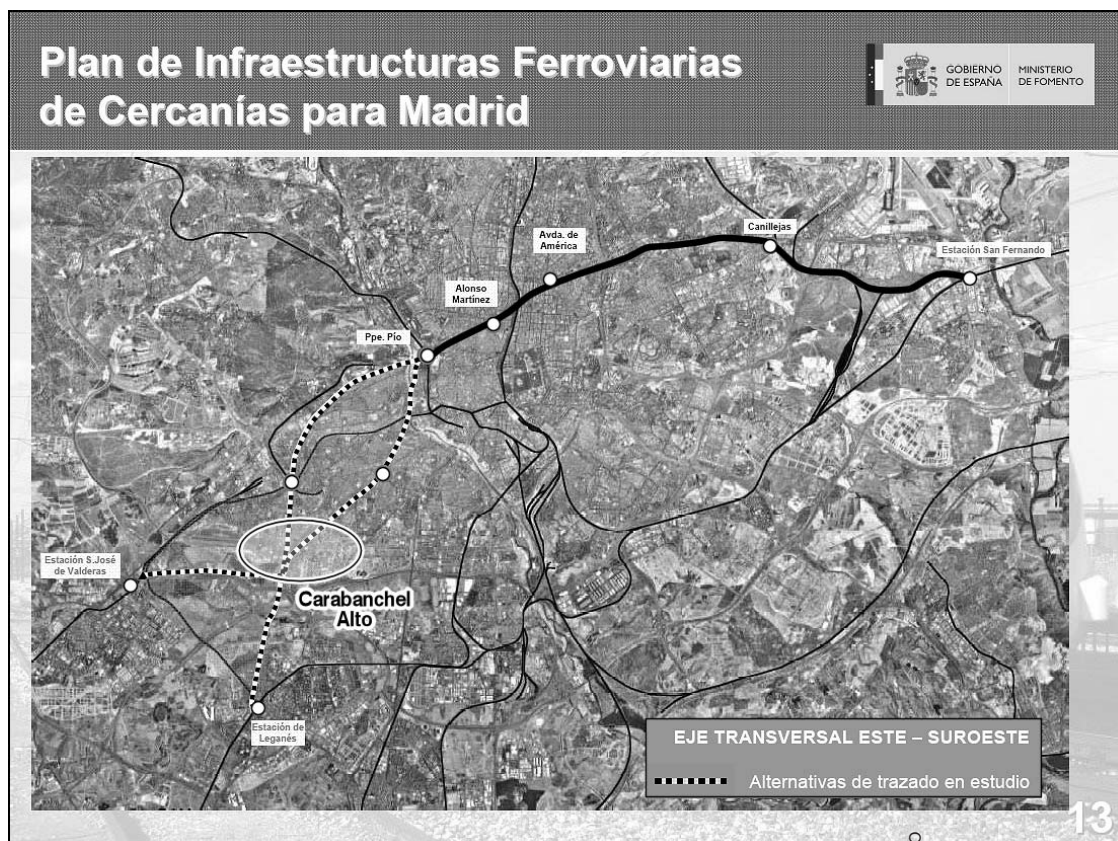 Plan de Infraestructuras Ferroviarias
de Cercanías para Madrid
GOBIERNO
DE ESPAÑA
MINISTERIO
DE FOMENTO
Canillejas
Avda. de
América
Estación San Fernando
Alonso
Martínez
Ppe. Pío
Estación S.José
de Valderas
Carabanchel
Alto
Estación de
Leganés
EJE TRANSVERSAL ESTE – SUROESTE
Alternativas de trazado en estudio
13